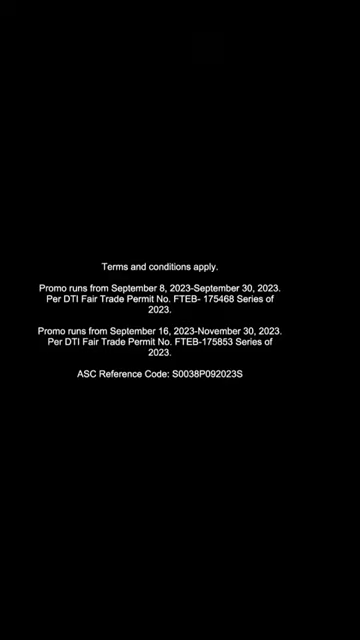 Terms and conditions apply.
Promo runs from September 8, 2023-September 30, 2023.
Per DTI Fair Trade Permit No. FTEB- 175468 Series of
2023.
Promo runs from September 16, 2023-November 30, 2023.
Per DTI Fair Trade Permit No. FTEB-175853 Series of
2023.
ASC Reference Code: S0038P092023S